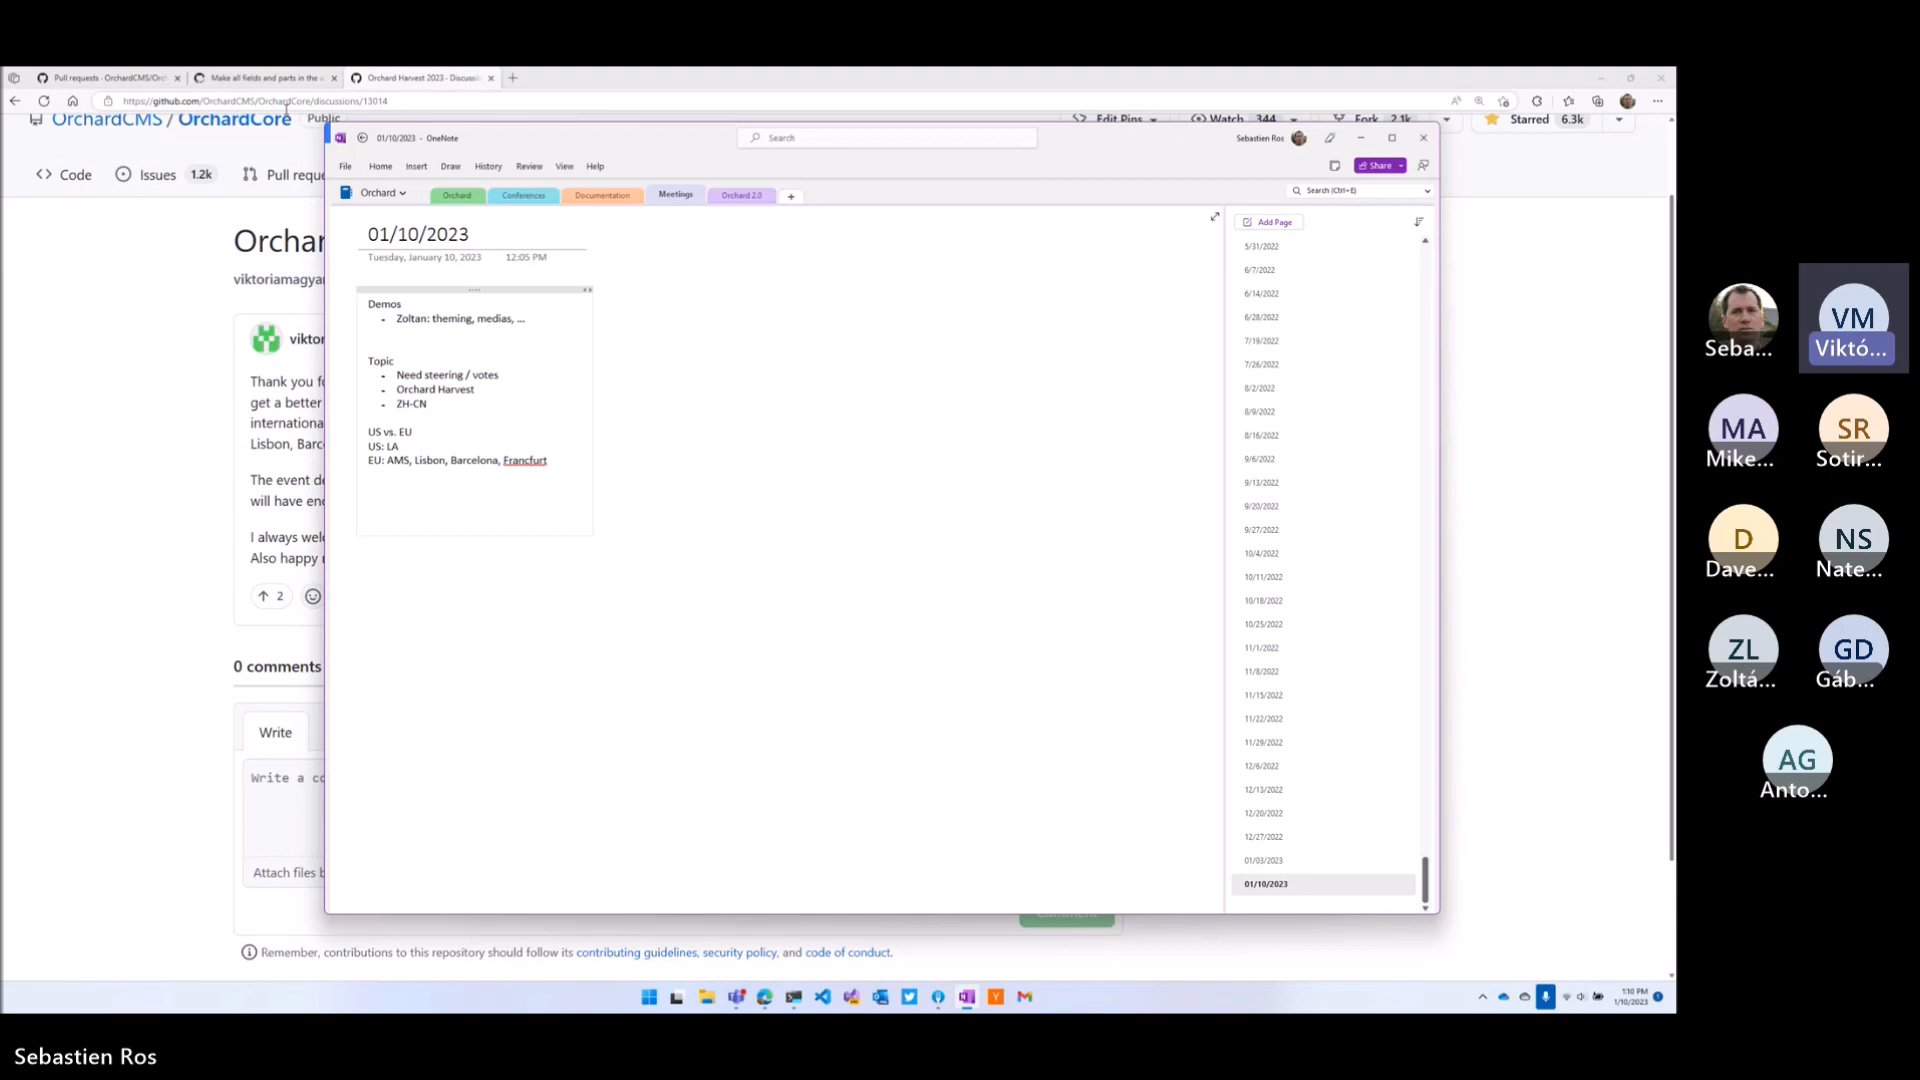 Pull requests · OrchardCMS/Orc
Make all fields and parts in the
Orchard Harvest 2023 · Discussi
https://github.com/OrchardCMS/OrchardCore/discussions/13014
OrchardCMS / OrchardCore
Public
Edit Pins
Watch 344
Fork 2.1k
Starred 6.3k
01/10/2023 - OneNote
Search
Sebastien Ros
File Home Insert Draw History Review View Help
Share
Code
Issues 1.2k
Pull reque
Orchard
Orchard
Conferences
Documentation
Meetings
Orchard 2.0
Search (Ctrl+E)
01/10/2023
Tuesday, January 10, 2023 12:05 PM
Demos
- Zoltan: theming, medias, ...
Topic
- Need steering / votes
- Orchard Harvest
- ZH-CN
US vs. EU
US: LA
EU: AMS, Lisbon, Barcelona, Francfurt
Add Page
5/31/2022
6/7/2022
6/14/2022
6/28/2022
7/19/2022
7/26/2022
8/2/2022
8/9/2022
8/16/2022
9/6/2022
9/13/2022
9/20/2022
9/27/2022
10/4/2022
10/11/2022
10/18/2022
10/25/2022
11/1/2022
11/8/2022
11/15/2022
11/22/2022
11/29/2022
12/6/2022
12/13/2022
12/20/2022
12/27/2022
01/03/2023
01/10/2023
Orchar
viktoriamagya
viktor
Thank you f
get a better
internationa
Lisbon, Barc
The event d
will have en
I always wel
Also happy
2
0 comments
Write
Write a co
Attach files b
Comment
Remember, contributions to this repository should follow its contributing guidelines, security policy, and code of conduct.
1:10 PM
1/10/2023
Seba...
VM
Viktó...
MA
Mike...
SR
Sotir...
D
Dave...
NS
Nate...
ZL
Zoltá...
GD
Gáb...
AG
Anto...
Sebastien Ros